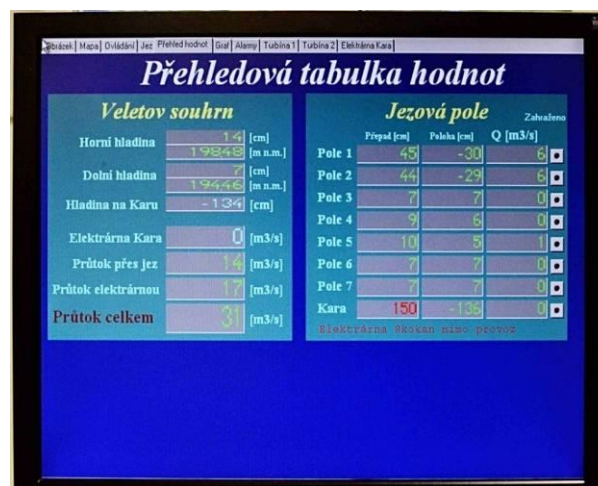 Obrázek Mapa Ovládání Jez Přehled hodnot Graf Alarmy Turbína 1 Turbína 2 Elektrárna Kara
Přehledová tabulka hodnot
Veletov souhrn
Horní hladina 14 [cm]
19848 [m n.m.]
Dolní hladina 7 [cm]
19446 [m n.m.]
Hladina na Karu -134 [cm]
Elektrárna Kara 0 [m3/s]
Průtok přes jez 14 [m3/s]
Průtok elektrárnou 17 [m3/s]
Průtok celkem 31 [m3/s]
Jezová pole
Zahrazeno
Přepad [cm] Poloha [cm] Q [m3/s]
Pole 1 45 -30 6
Pole 2 44 -29 6
Pole 3 7 7 0
Pole 4 9 6 0
Pole 5 10 5 1
Pole 6 7 7 0
Pole 7 7 7 0
Kara 150 -136 0
Elektrárna Skokan mimo provoz